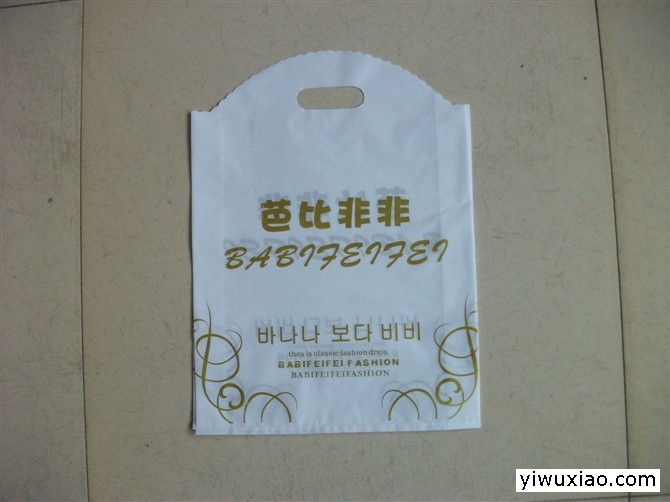 芭比非非
BABIFEIFEI
바나나 보다 비비
thes is classic fashion dress
BABIFEIFEI FASHION
BABIFEIFEIFASHION
yiwuxiao.com